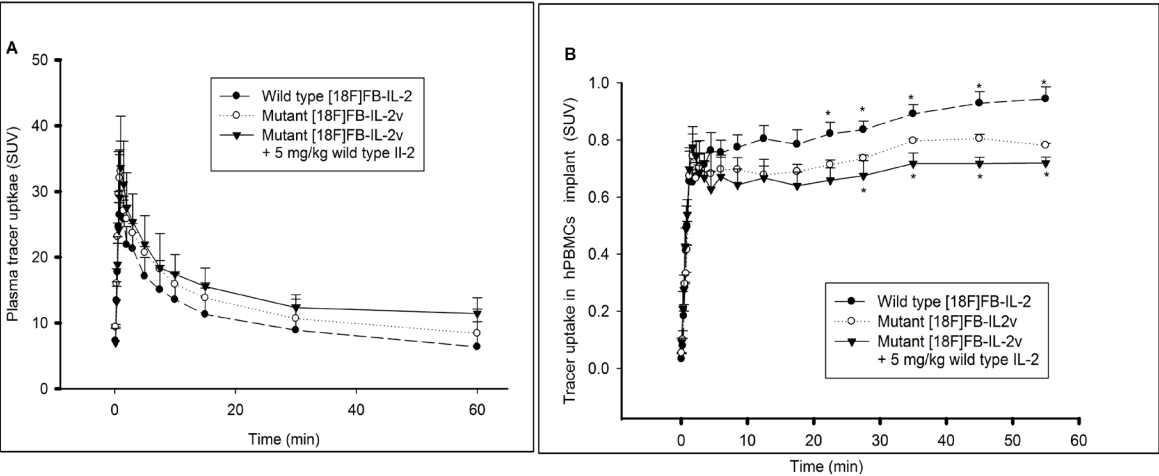 A
50
40
30
20
10
0
Plasma tracer uptkae (SUV)
Wild type [18F]FB-IL-2
Mutant [18F]FB-IL-2v
Mutant [18F]FB-IL-2v
+ 5 mg/kg wild type Il-2
0 20 40 60
Time (min)
B
1.0
0.8
0.6
0.4
0.2
0.0
Tracer uptake in hPBMCs implant (SUV)
* * * * *
* * * *
Wild type [18F]FB-IL-2
Mutant [18F]FB-IL2v
Mutant [18F]FB-IL-2v
+ 5 mg/kg wild type IL-2
0 10 20 30 40 50 60
Time (min)